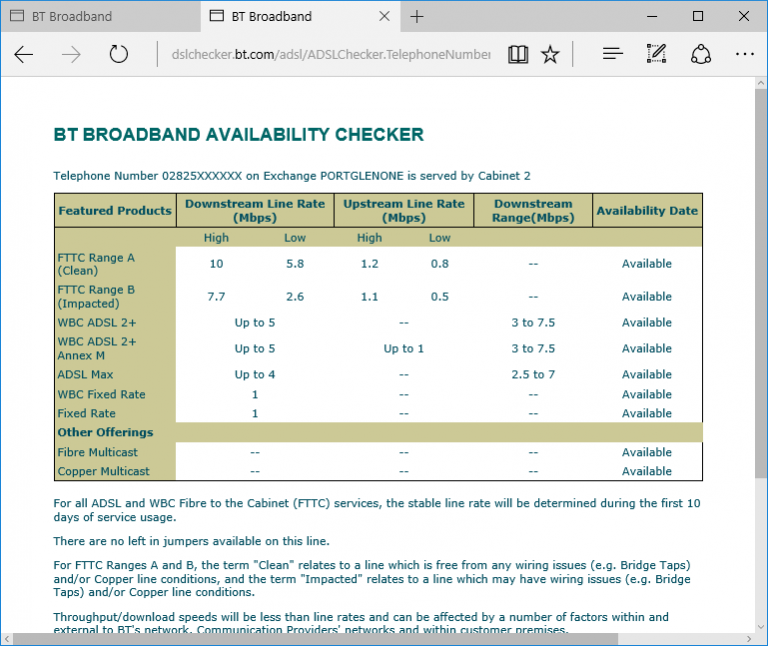 BT Broadband
BT Broadband
dslchecker.bt.com/adsl/ADSLChecker.TelephoneNumber
BT BROADBAND AVAILABILITY CHECKER
Telephone Number 02825XXXXXX on Exchange PORTGLENONE is served by Cabinet 2
Featured Products Downstream Line Rate (Mbps) Upstream Line Rate (Mbps) Downstream Range(Mbps) Availability Date
High Low High Low
FTTC Range A (Clean) 10 5.8 1.2 0.8 -- Available
FTTC Range B (Impacted) 7.7 2.6 1.1 0.5 -- Available
WBC ADSL 2+ Up to 5 -- 3 to 7.5 Available
WBC ADSL 2+ Annex M Up to 5 Up to 1 3 to 7.5 Available
ADSL Max Up to 4 -- 2.5 to 7 Available
WBC Fixed Rate 1 -- -- Available
Fixed Rate 1 -- -- Available
Other Offerings
Fibre Multicast -- -- -- Available
Copper Multicast -- -- -- Available
For all ADSL and WBC Fibre to the Cabinet (FTTC) services, the stable line rate will be determined during the first 10
days of service usage.
There are no left in jumpers available on this line.
For FTTC Ranges A and B, the term "Clean" relates to a line which is free from any wiring issues (e.g. Bridge Taps)
and/or Copper line conditions, and the term "Impacted" relates to a line which may have wiring issues (e.g. Bridge
Taps) and/or Copper line conditions.
Throughput/download speeds will be less than line rates and can be affected by a number of factors within and
external to BT's network, Communication Providers' networks and within customer premises.